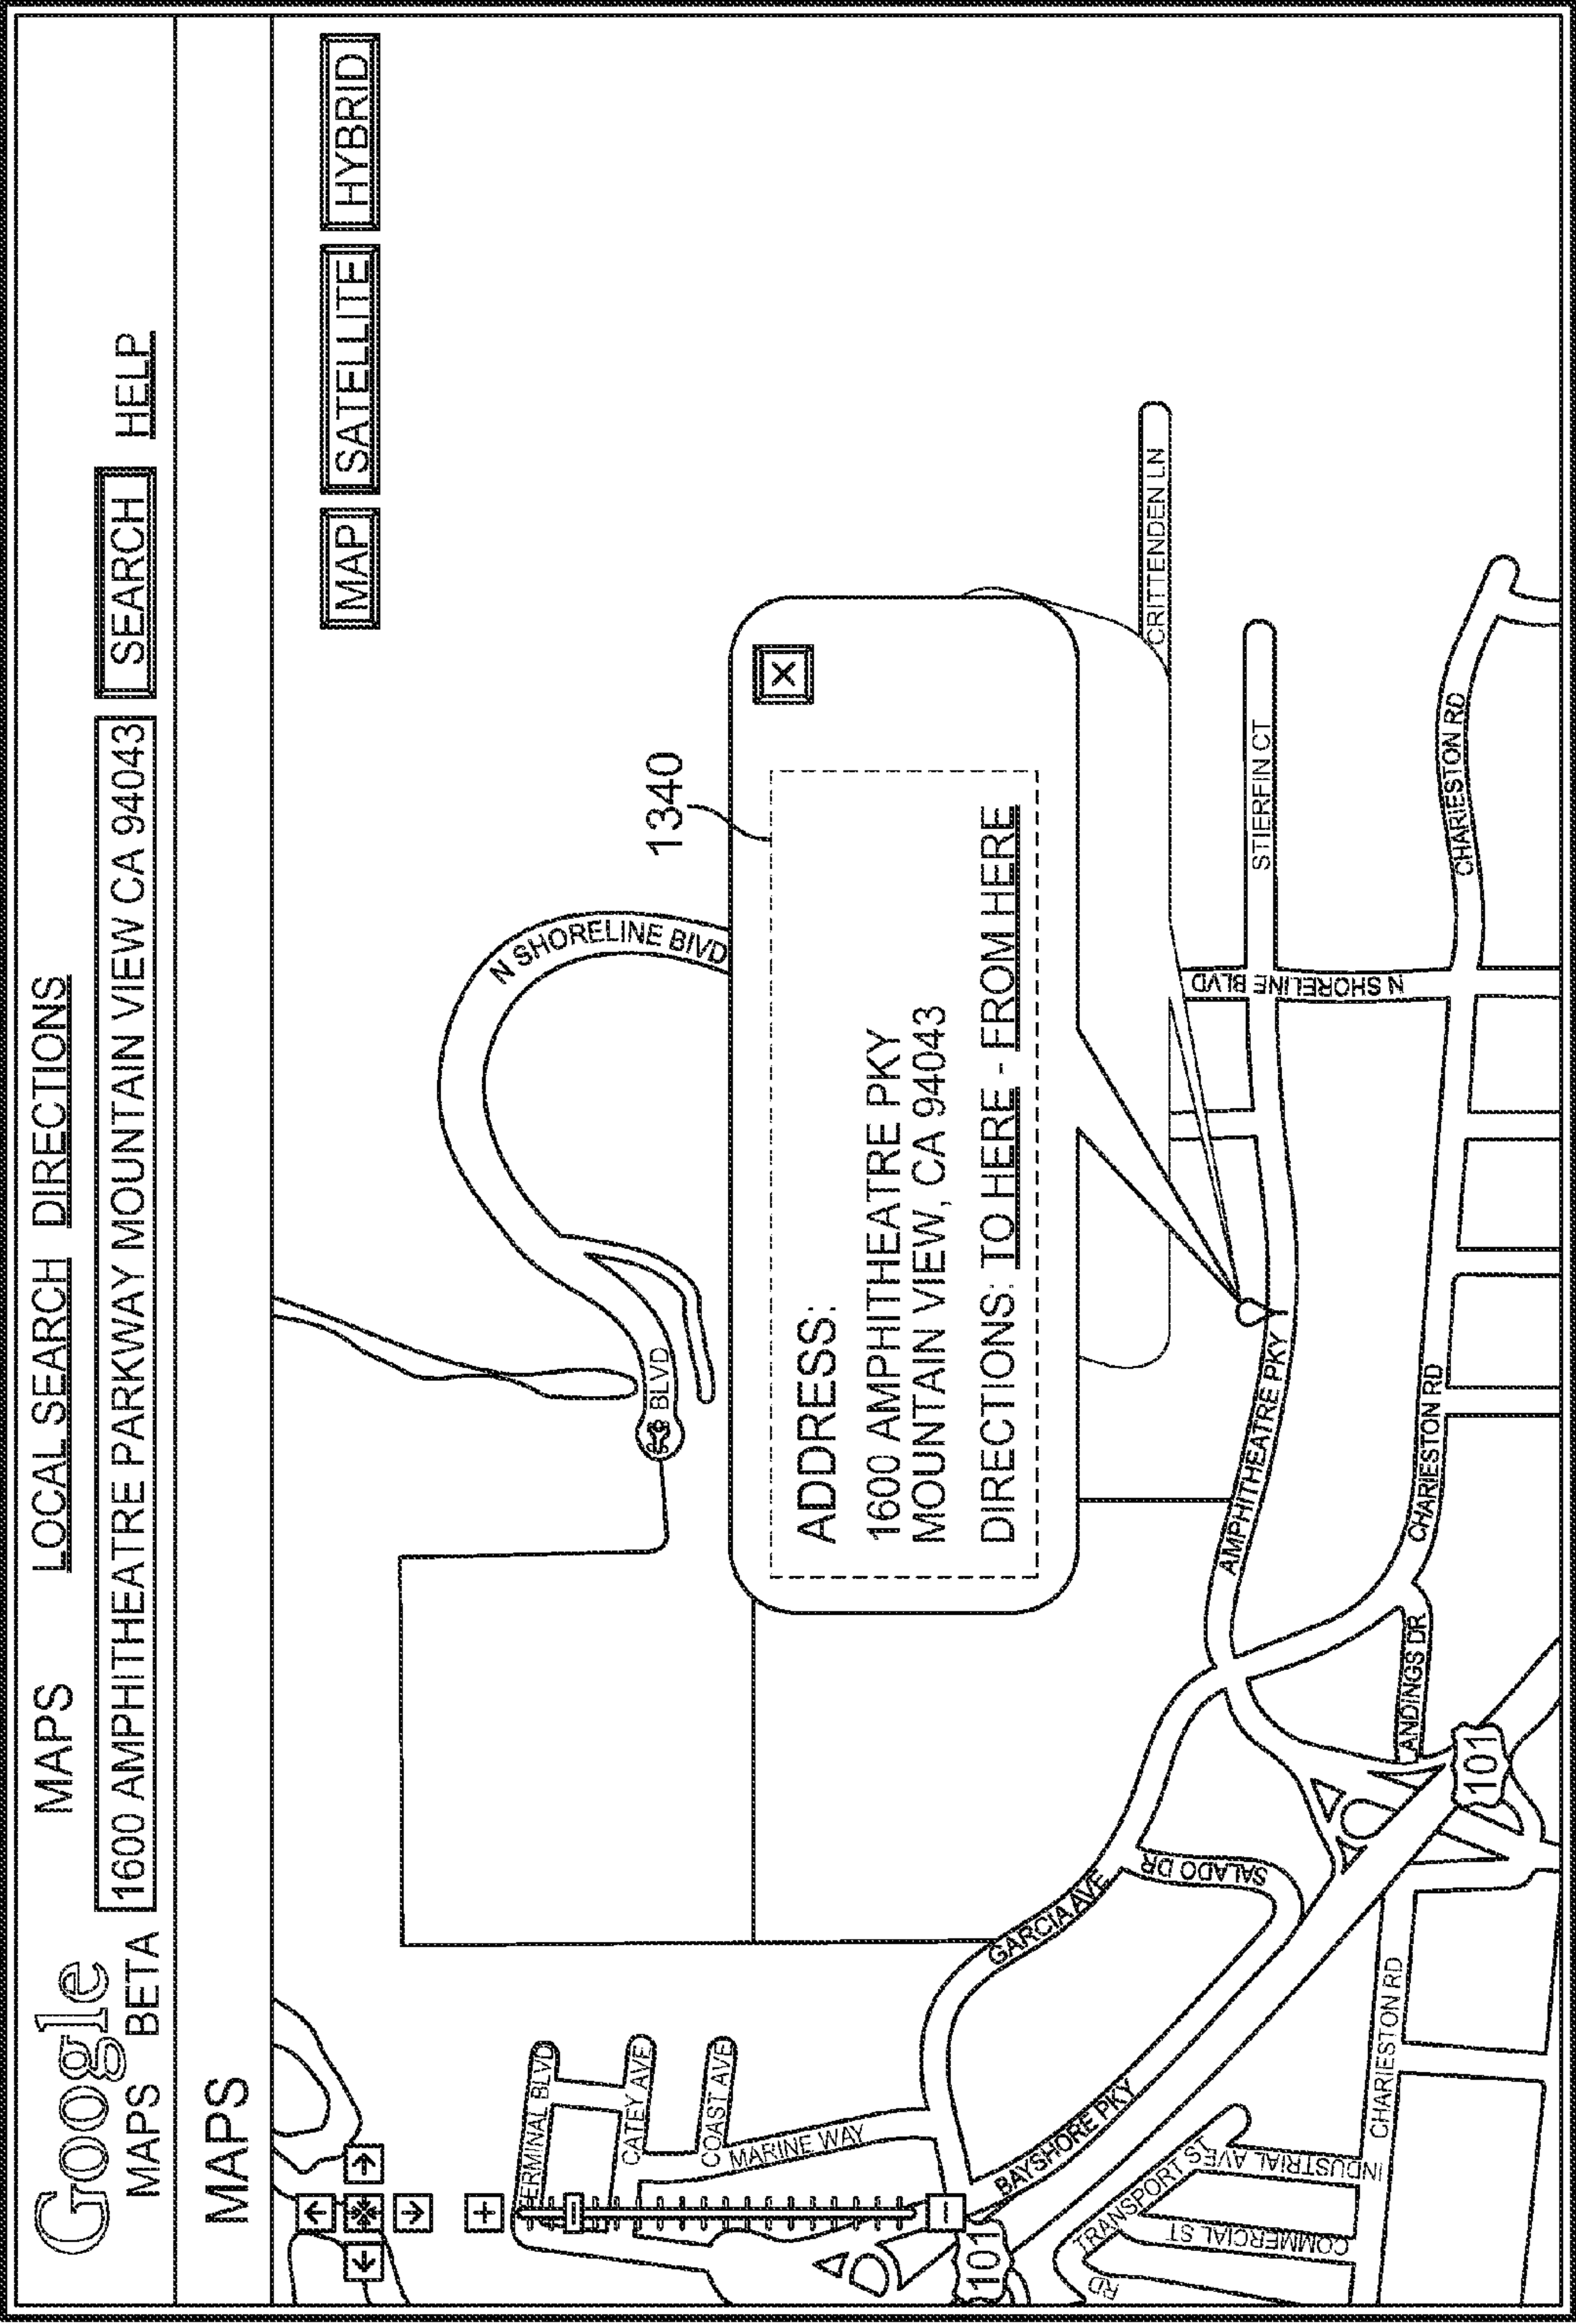 Google
MAPS BETA
MAPS LOCAL SEARCH DIRECTIONS
1600 AMPHITHEATRE PARKWAY MOUNTAIN VIEW CA 94043 SEARCH HELP
MAPS
MAP SATELLITE HYBRID
1340
N SHORELINE BIVD
BLVD
X
ADDRESS:
1600 AMPHITHEATRE PKY
MOUNTAIN VIEW, CA 94043
DIRECTIONS: TO HERE - FROM HERE
ERMINAL BLVD
CATEY AVE
COAST AVE
MARINE WAY
GARCIA AVE
SALADO DR
BAYSHORE PKY
101
TRANSPORT ST
INDUSTRIAL AVES
COMMERCIAL ST
RD
CHARIESTON RD
AMPHITHEATRE PKY
CHARIESTON RD
ANDINGS DR
101
N SHORELINE BLVD
CRITTENDEN LN
STIERFIN CT
CHARIESTON RD